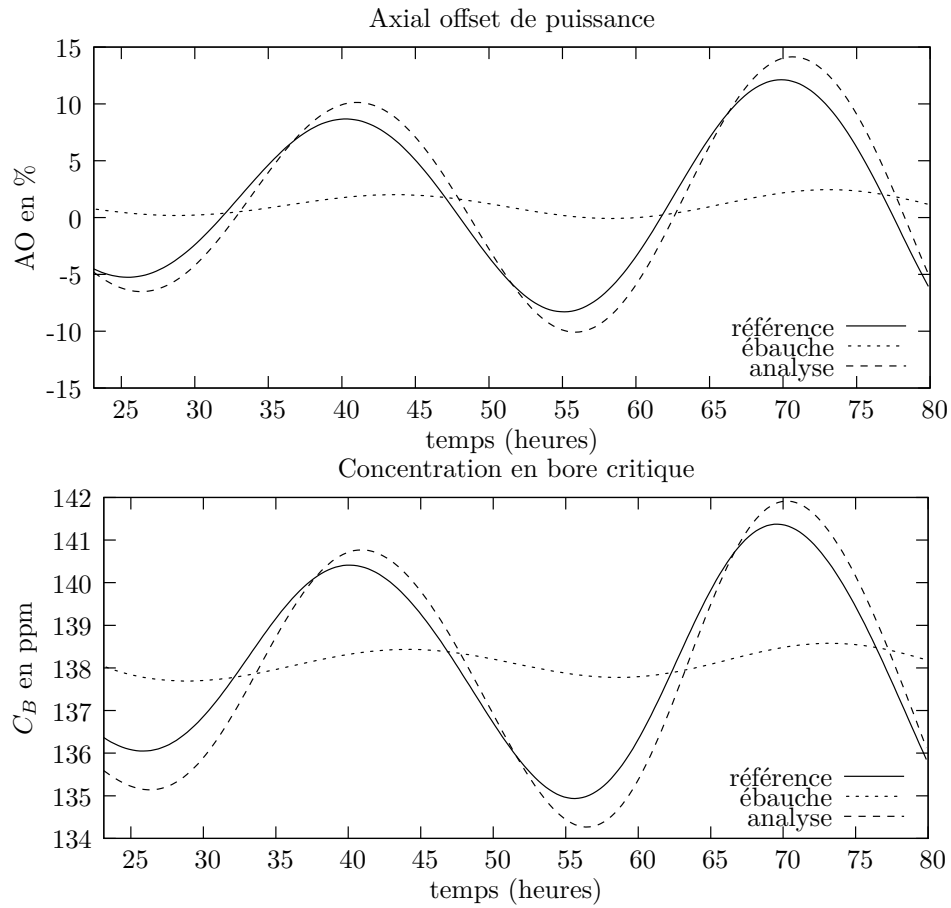 Axial offset de puissance
15
10
5
0
-5
-10
-15
AO en %
référence
ébauche
analyse
25 30 35 40 45 50 55 60 65 70 75 80
temps (heures)
Concentration en bore critique
142
141
140
139
138
137
136
135
134
C_B en ppm
référence
ébauche
analyse
25 30 35 40 45 50 55 60 65 70 75 80
temps (heures)